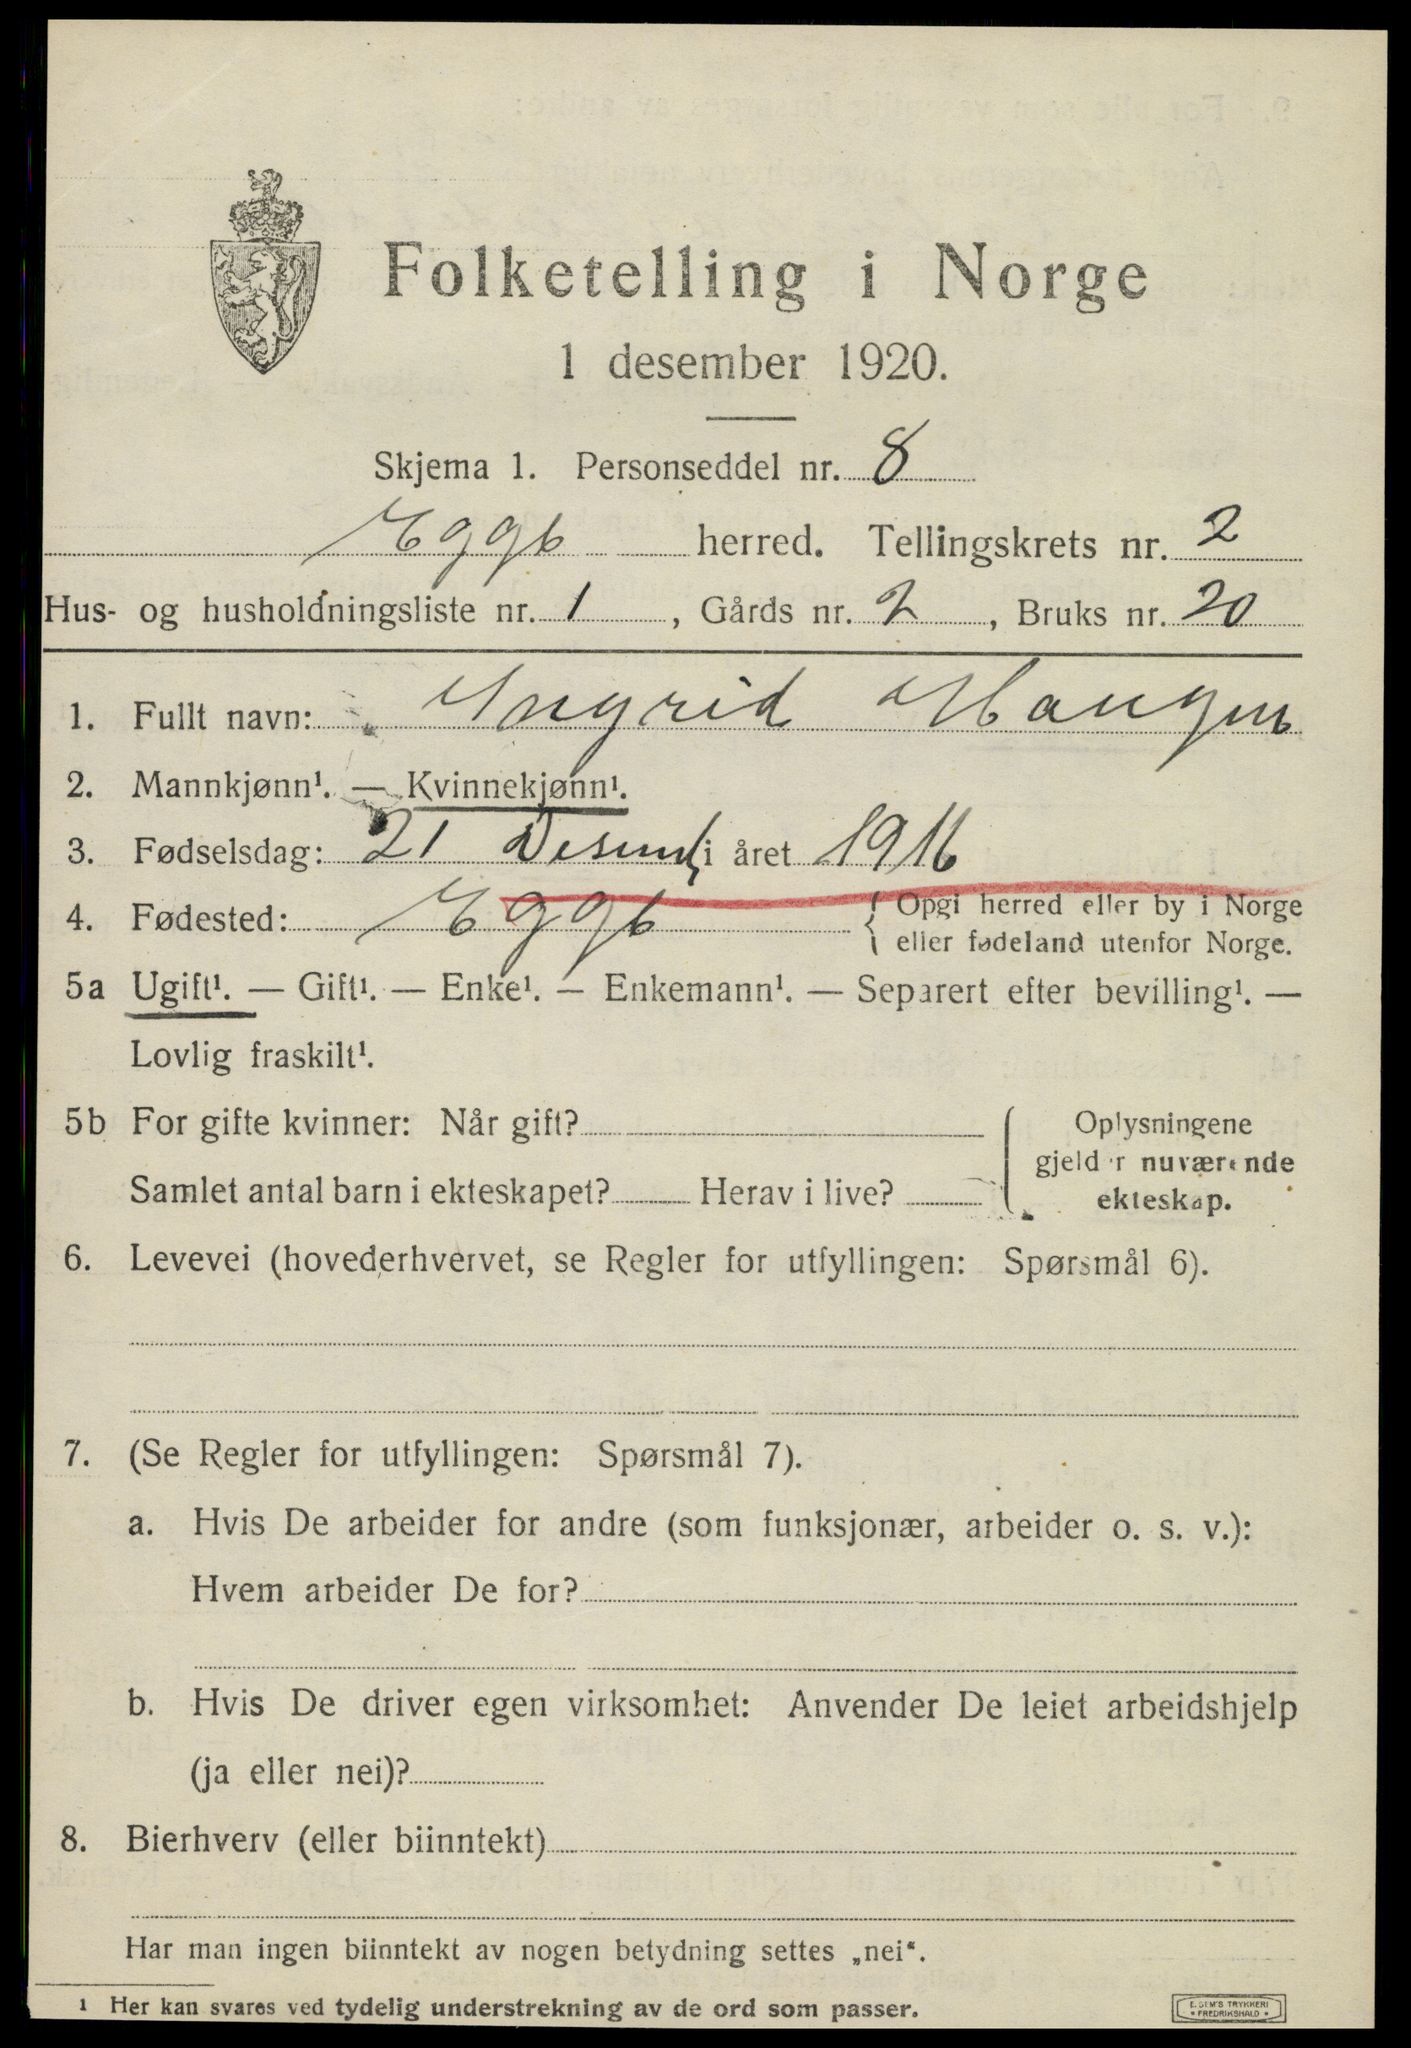 Folketelling i Norge
1 desember 1920.
Skjema 1. Personseddel nr. 8
Egge herred. Tellingskrets nr. 2
Hus- og husholdningsliste nr. 1, Gårds nr. 2, Bruks nr. 20
1. Fullt navn: Ingrid Haugen
2. Mannkjønn¹. — Kvinnekjønn¹.
3. Fødselsdag: 21 Desemb i året 1916
4. Fødested: Egge { Opgi herred eller by i Norge
eller fødeland utenfor Norge.
5a Ugift¹. — Gift¹. — Enke¹. — Enkemann¹. — Separert efter bevilling¹. —
Lovlig fraskilt¹.
5b For gifte kvinner: Når gift?
Samlet antal barn i ekteskapet? Herav i live?
Oplysningene
gjelder nuværende
ekteskap.
6. Levevei (hovederhvervet, se Regler for utfyllingen: Spørsmål 6).
7. (Se Regler for utfyllingen: Spørsmål 7).
a. Hvis De arbeider for andre (som funksjonær, arbeider o. s. v.):
Hvem arbeider De for?
b. Hvis De driver egen virksomhet: Anvender De leiet arbeidshjelp
(ja eller nei)?
8. Bierhverv (eller biinntekt)
Har man ingen biinntekt av nogen betydning settes „nei“.
1 Her kan svares ved tydelig understrekning av de ord som passer.
E. SEM'S TRYKKERI
* FREDRIKSHALD *